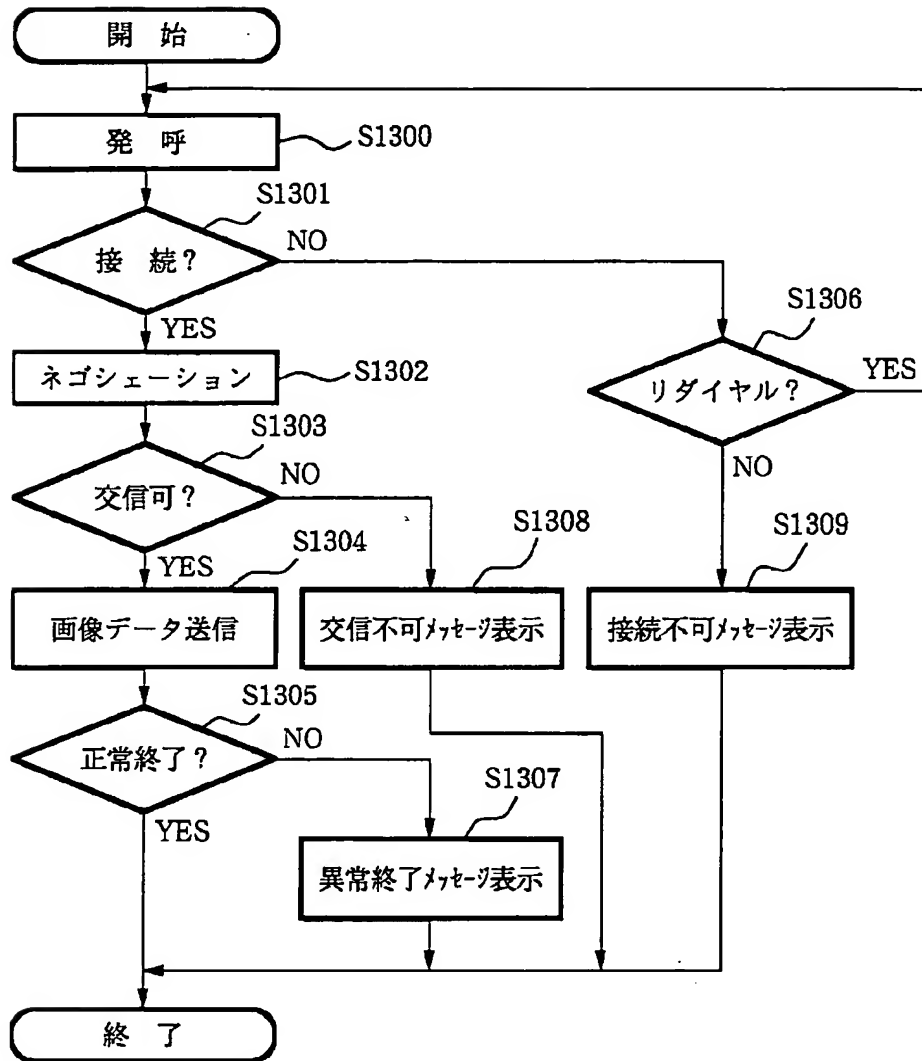 開始
発呼
S1300
S1301
接続?
NO
YES
S1306
リダイヤル?
YES
NO
ネゴシェーション
S1302
S1303
交信可?
NO
YES
S1304
画像データ送信
S1308
交信不可メッセージ表示
S1309
接続不可メッセージ表示
S1305
正常終了?
NO
YES
S1307
異常終了メッセージ表示
終了